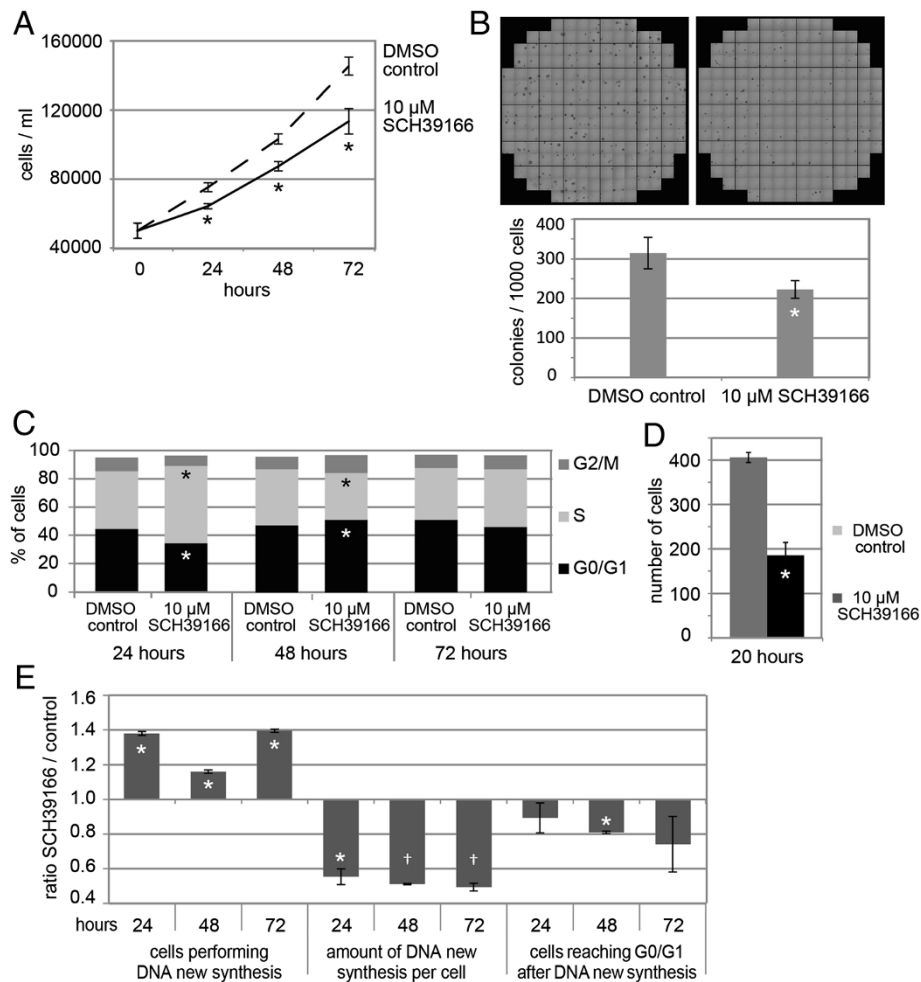 A
160000
120000
80000
40000
cells / ml
0 24 48 72
hours
DMSO
control
10 µM
SCH39166
*
*
*
B
colonies / 1000 cells
400
300
200
100
0
*
DMSO control 10 µM SCH39166
C
% of cells
100
80
60
40
20
0
* *
* *
G2/M
S
G0/G1
DMSO
control
10 µM
SCH39166
DMSO
control
10 µM
SCH39166
DMSO
control
10 µM
SCH39166
24 hours 48 hours 72 hours
D
number of cells
400
300
200
100
0
*
20 hours
DMSO
control
10 µM
SCH39166
E
ratio SCH39166 / control
1.4
1.2
1.0
0.8
0.6
0.4
* * *
* † †
*
hours 24 48 72 24 48 72 24 48 72
cells performing
DNA new synthesis
amount of DNA new
synthesis per cell
cells reaching G0/G1
after DNA new synthesis